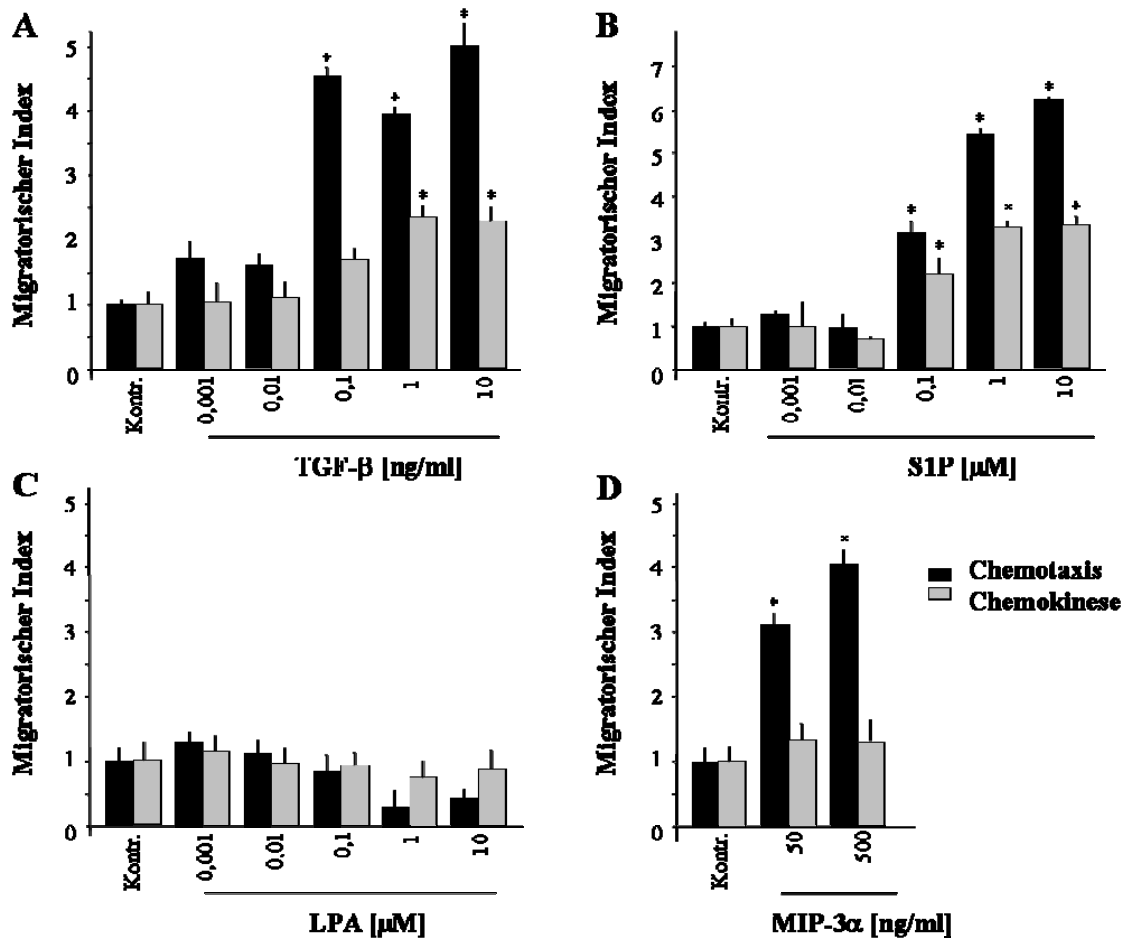 A
Migratorischer Index
5
4
3
2
1
0
Kontr.
0,001
0,01
0,1
1
10
TGF-β [ng/ml]
B
Migratorischor Indox
7
6
5
4
3
2
1
0
Kontr.
0,001
0,01
0,1
1
10
S1P [μM]
C
Migratorischer Index
5
4
3
2
1
0
Kontr.
0,001
0.01
0,1
1
10
LPA [μM]
D
Migratorischer Index
5
4
3
2
1
0
Kontr.
50
500
MIP-3α [ng/ml]
Chemotaxis
Chemokinese